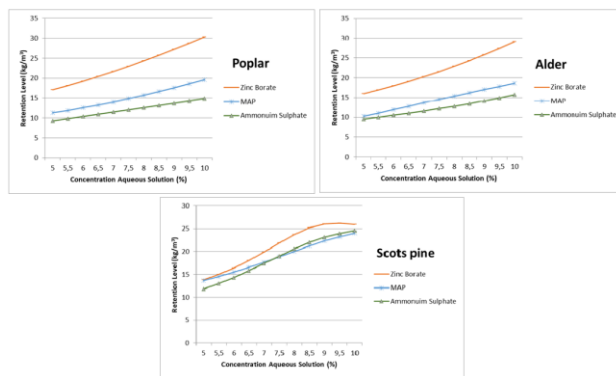 Poplar
Retention Level [kg/m³]
35
30
25
20
15
10
5
0
5 5,5 6 6,5 7 7,5 8 8,5 9 9,5 10
Concentration Aqueous Solution (%)
Zinc Borate
MAP
Ammonuim Sulphate
Alder
Retention Level [kg/m³]
35
30
25
20
15
10
5
0
5 5,5 6 6,5 7 7,5 8 8,5 9 9,5 10
Concentration Aqueous Solution (%)
Zinc Borate
MAP
Ammonuim Sulphate
Scots pine
Retention Level [kg/m³]
30
25
20
15
10
5
0
5 5,5 6 6,5 7 7,5 8 8,5 9 9,5 10
Concentration Aqueous Solution (%)
Zinc Borate
MAP
Ammonuim Sulphate